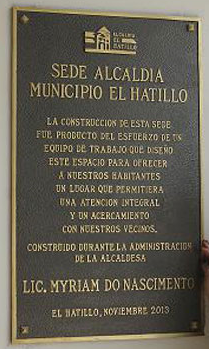 ALCALDIA
EL
HATILLO
SEDE ALCALDIA
MUNICIPIO EL HATILLO
LA CONSTRUCCION DE ESTA SEDE
FUE PRODUCTO DEL ESFUERZO DE UN
EQUIPO DE TRABAJO QUE DISEÑO
ESTE ESPACIO PARA OFRECER
A NUESTROS HABITANTES
UN LUGAR QUE PERMITIERA
UNA ATENCION INTEGRAL
Y UN ACERCAMIENTO
CON NUESTROS VECINOS.
CONSTRUIDO DURANTE LA ADMINISTRACION
DE LA ALCALDESA
LIC. MYRIAM DO NASCIMENTO
EL HATILLO, NOVIEMBRE 2013